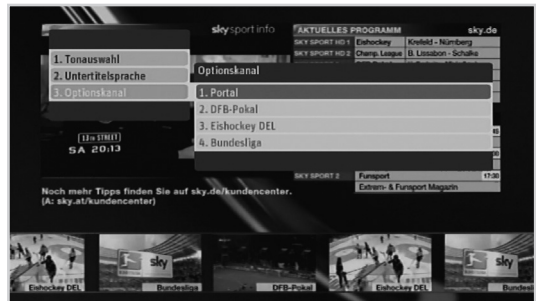 sky sport info
AKTUELLES PROGRAMM
sky.de
SKY SPORT HD 1 Eishockey Krefeld - Nürnberg
SKY SPORT HD 2 Champ. League B. Lissabon - Schalke
1. Tonauswahl
2. Untertitelsprache
3. Optionskanal
Optionskanal
1. Portal
2. DFB-Pokal
3. Eishockey DEL
4. Bundesliga
13TH STREET
SA 20:13
SKY SPORT 2 Funsport 17:30
Extrem- & Funsport Magazin
Noch mehr Tipps finden Sie auf sky.de/kundencenter.
(A: sky.at/kundencenter)
sky
sky
Eishockey DEL
Bundesliga
DFB-Pokal
Eishockey DEL
Bundesliga